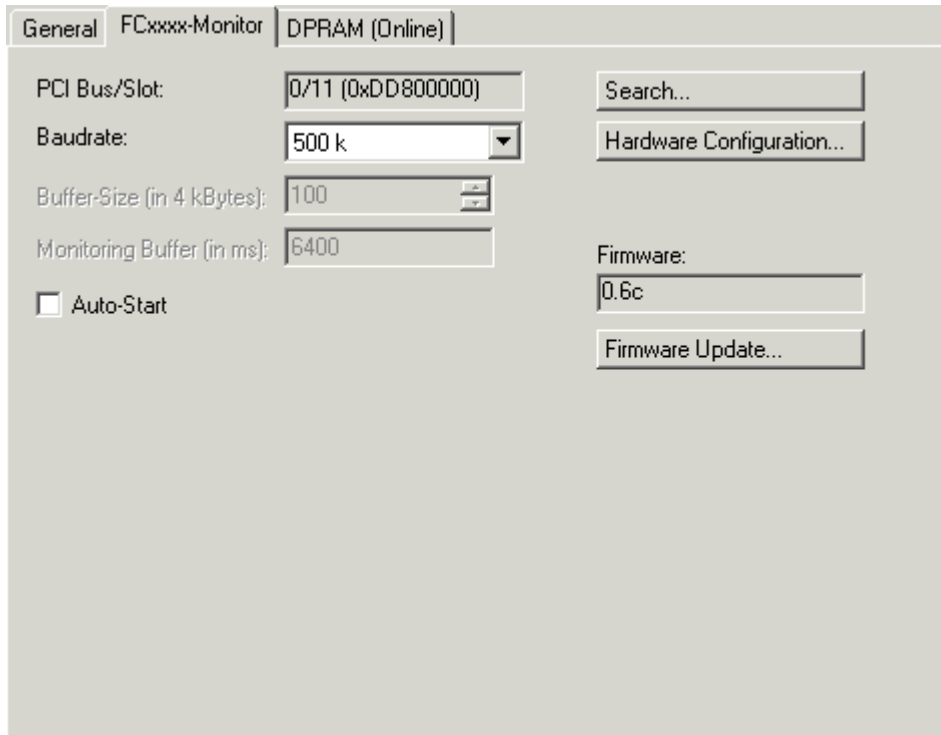 General FCxxxx-Monitor DPRAM (Online)
PCI Bus/Slot: 0/11 (0xDD800000) Search...
Baudrate: 500 k Hardware Configuration...
Buffer-Size (in 4 kBytes): 100
Monitoring Buffer (in ms): 6400
Firmware:
0.6c
Auto-Start
Firmware Update...